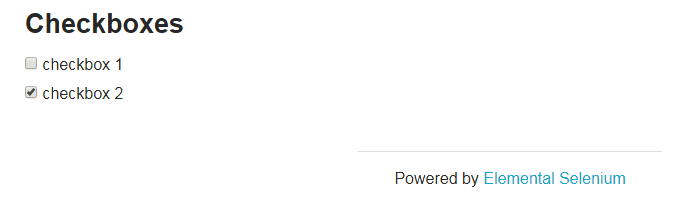 Checkboxes
checkbox 1
checkbox 2
Powered by Elemental Selenium